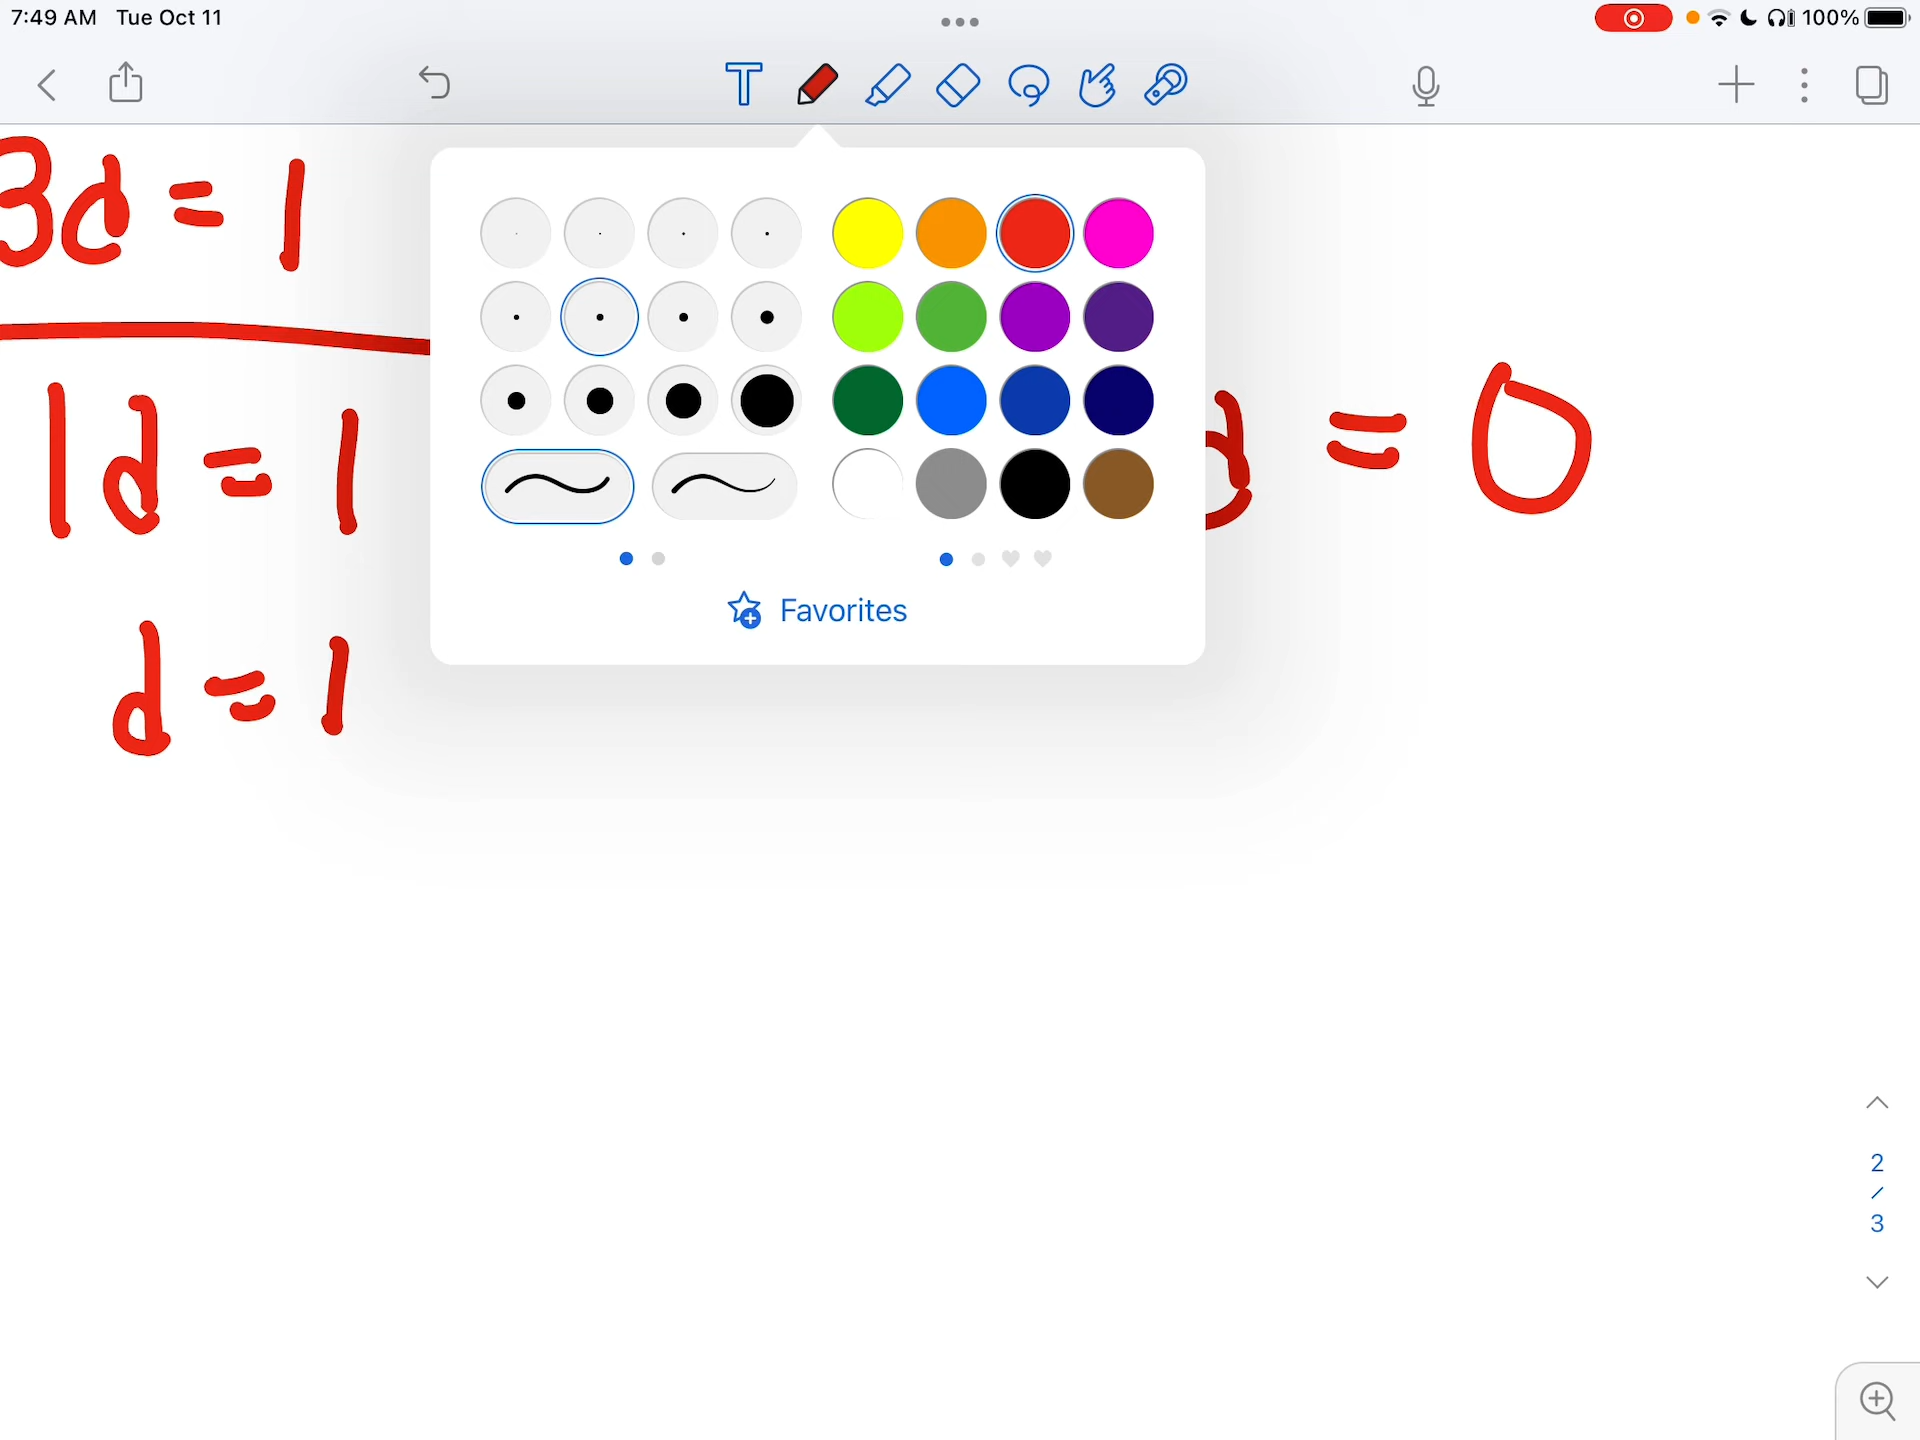 7:49 AM Tue Oct 11
100%
T
3d = 1
1d = 1
d = 0
d = 1
Favorites
2
/
3